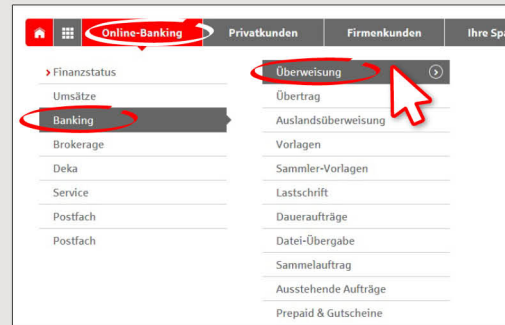 Online-Banking Privatkunden Firmenkunden Ihre Spa
Finanzstatus
Umsätze
Banking
Brokerage
Deka
Service
Postfach
Postfach
Überweisung
Übertrag
Auslandsüberweisung
Vorlagen
Sammler-Vorlagen
Lastschrift
Daueraufträge
Datei-Übergabe
Sammelauftrag
Ausstehende Aufträge
Prepaid & Gutscheine